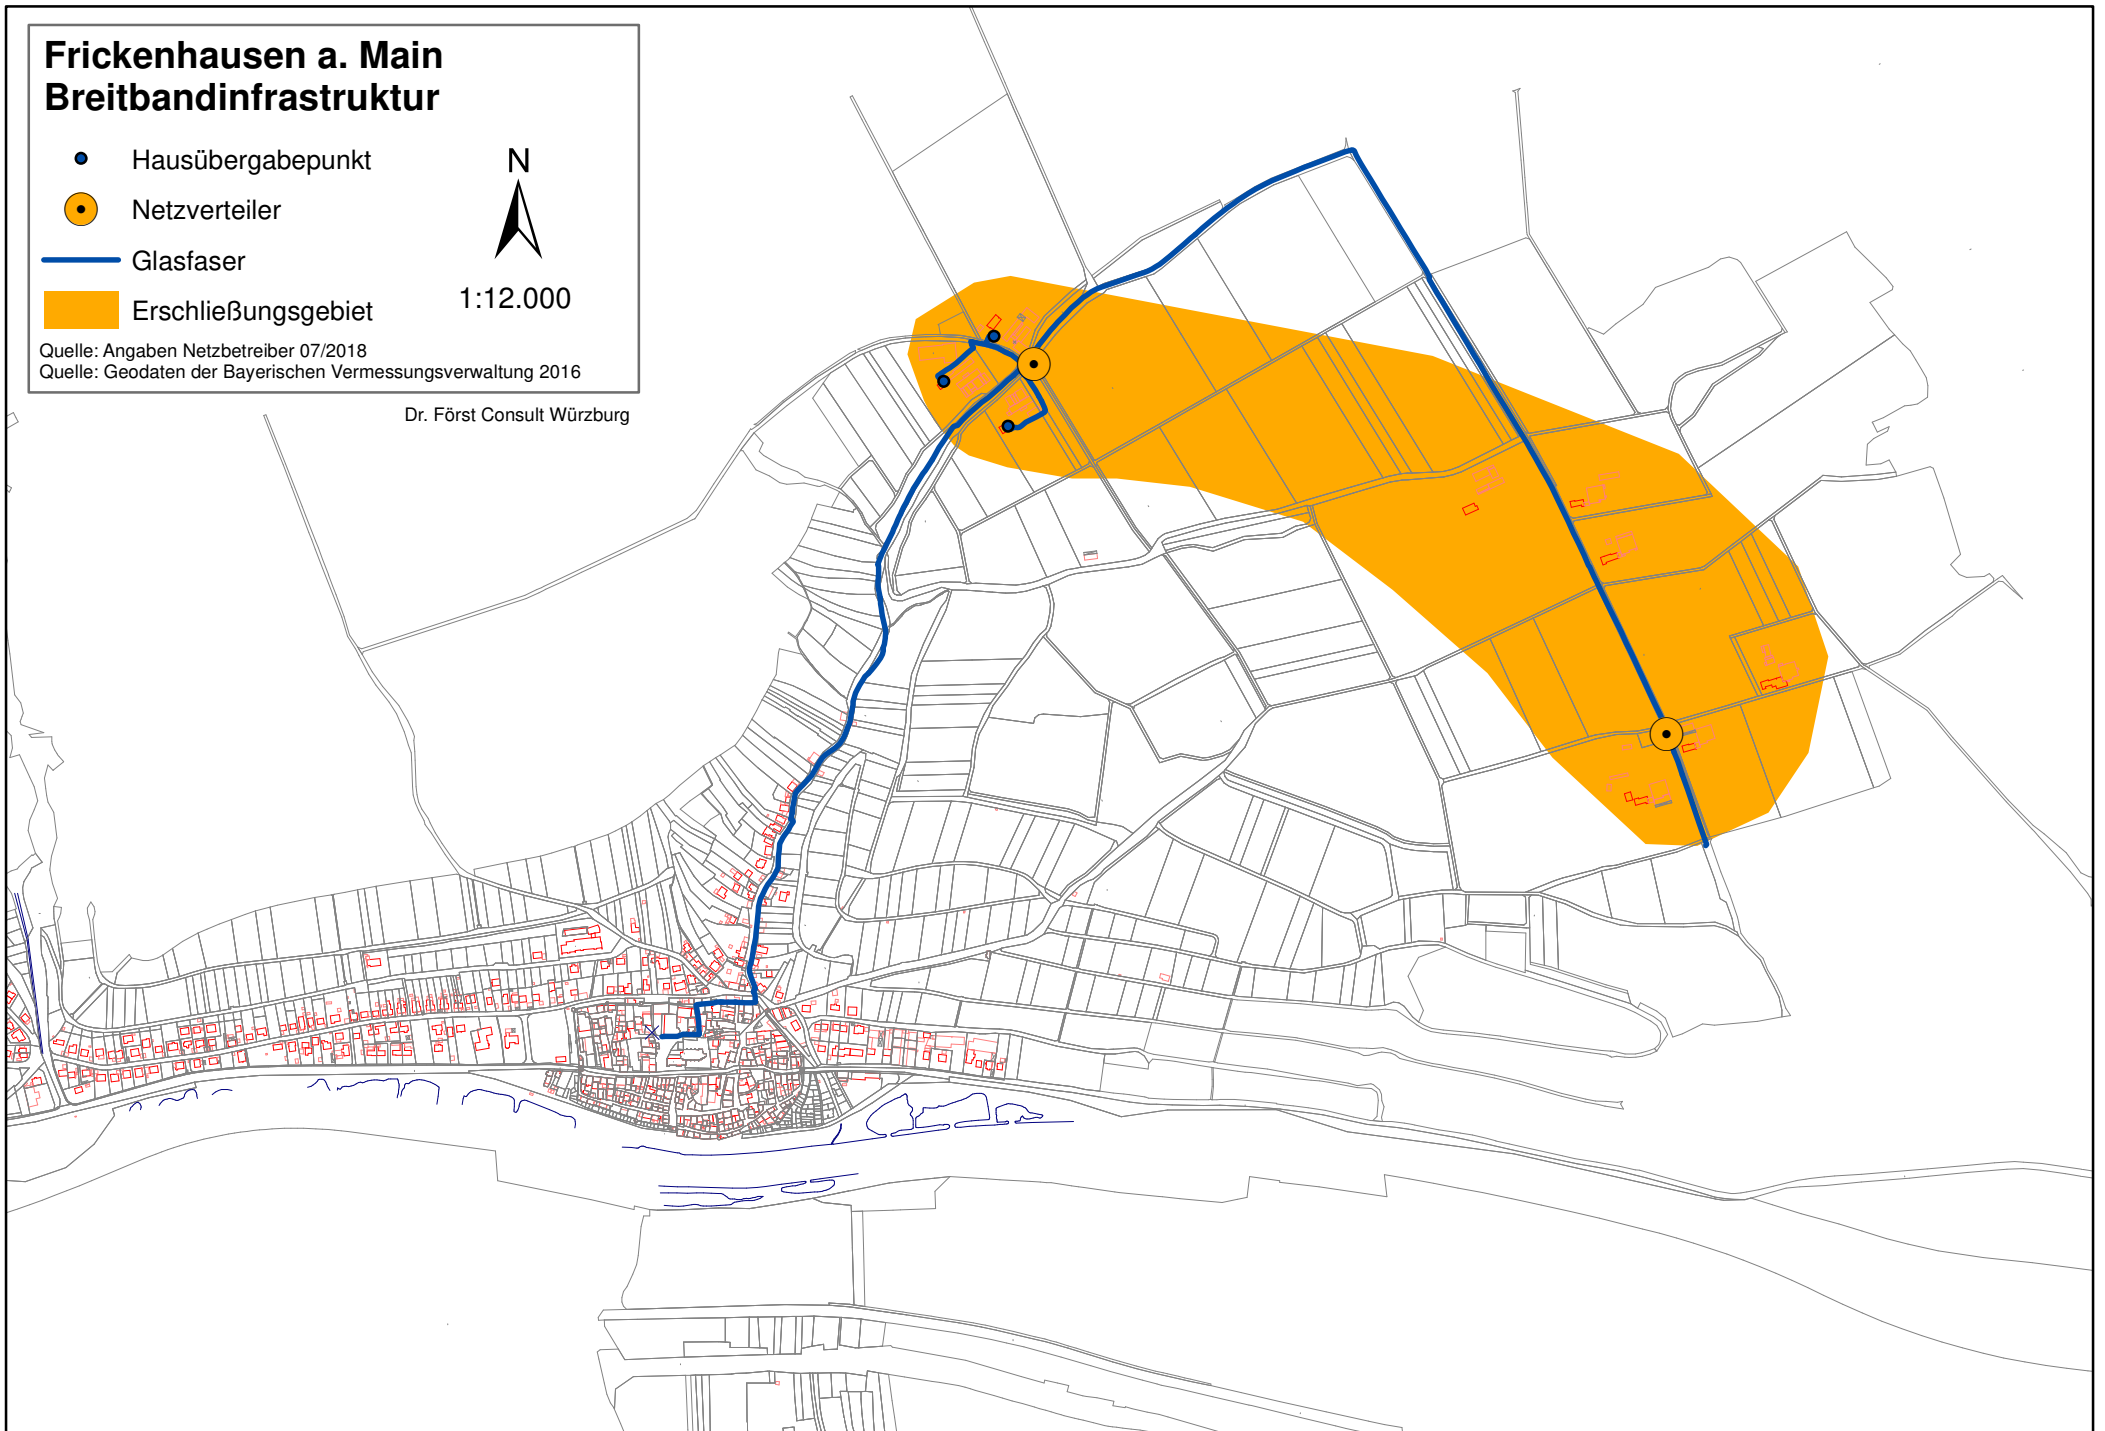 Frickenhausen a. Main
Breitbandinfrastruktur
Hausübergabepunkt
N
Netzverteiler
Glasfaser
1:12.000
Erschließungsgebiet
Quelle: Angaben Netzbetreiber 07/2018
Quelle: Geodaten der Bayerischen Vermessungsverwaltung 2016
Dr. Först Consult Würzburg